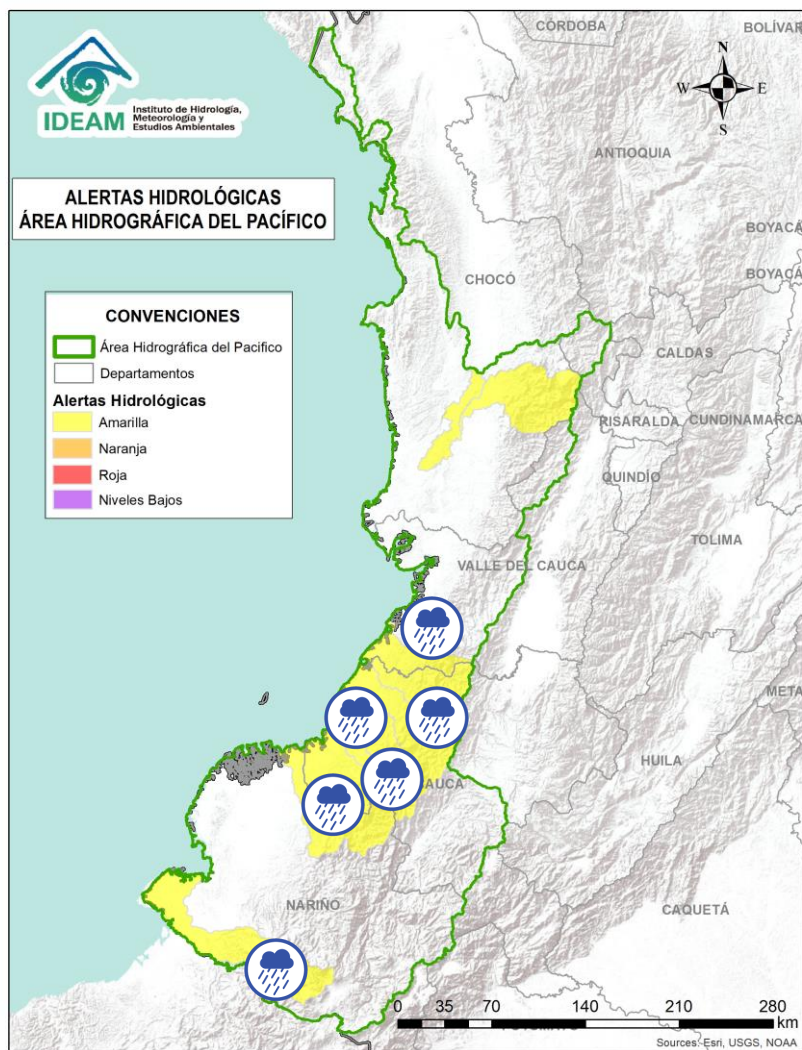 IDEAM
Instituto de Hidrología,
Meteorología y
Estudios Ambientales
ALERTAS HIDROLÓGICAS
ÁREA HIDROGRÁFICA DEL PACÍFICO
CONVENCIONES
Área Hidrográfica del Pacifico
Departamentos
Alertas Hidrológicas
Amarilla
Naranja
Roja
Niveles Bajos
N
W
E
S
CÓRDOBA
BOLÍVAR
ANTIOQUIA
BOYACÁ
CHOCÓ
BOYACÁ
CALDAS
RISARALDA
CUNDINAMARCA
QUINDÍO
TOLIMA
VALLE DEL CAUCA
META
HUILA
CAUCA
NARIÑO
CAQUETÁ
0 35 70 140 210 280
km
Sources: Esri, USGS, NOAA